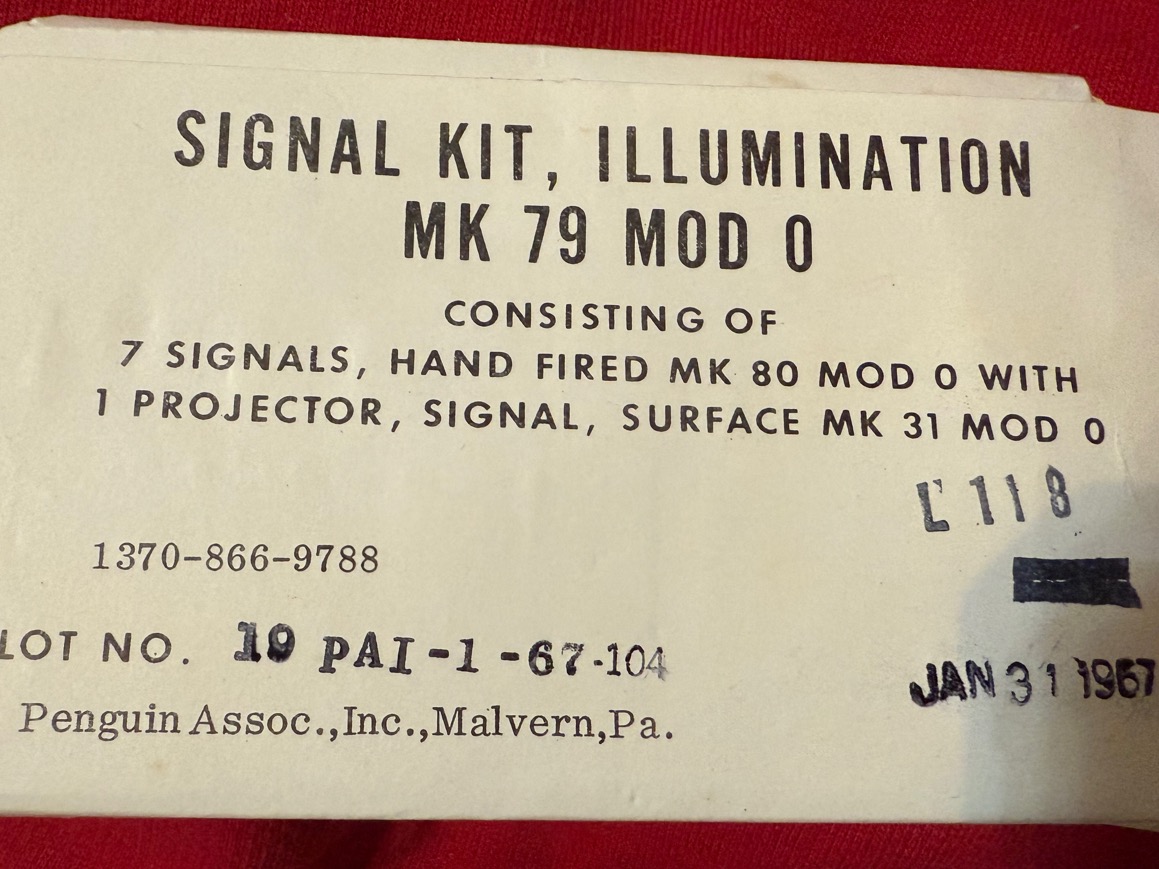 SIGNAL KIT, ILLUMINATION
MK 79 MOD 0
CONSISTING OF
7 SIGNALS, HAND FIRED MK 80 MOD 0 WITH
1 PROJECTOR, SIGNAL, SURFACE MK 31 MOD 0
L 118
1370-866-9788
LOT NO. 19 PAI-1-67-104
JAN 31 1967
Penguin Assoc.,Inc.,Malvern,Pa.